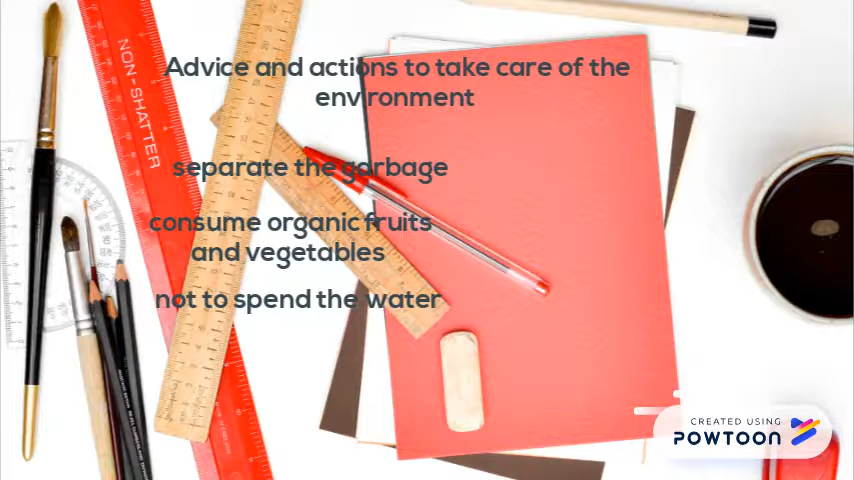 Advice and actions to take care of the
environment
separate the garbage
consume organic fruits
and vegetables
not to spend the water
NON-SHATTER
CREATED USING
POWTOON